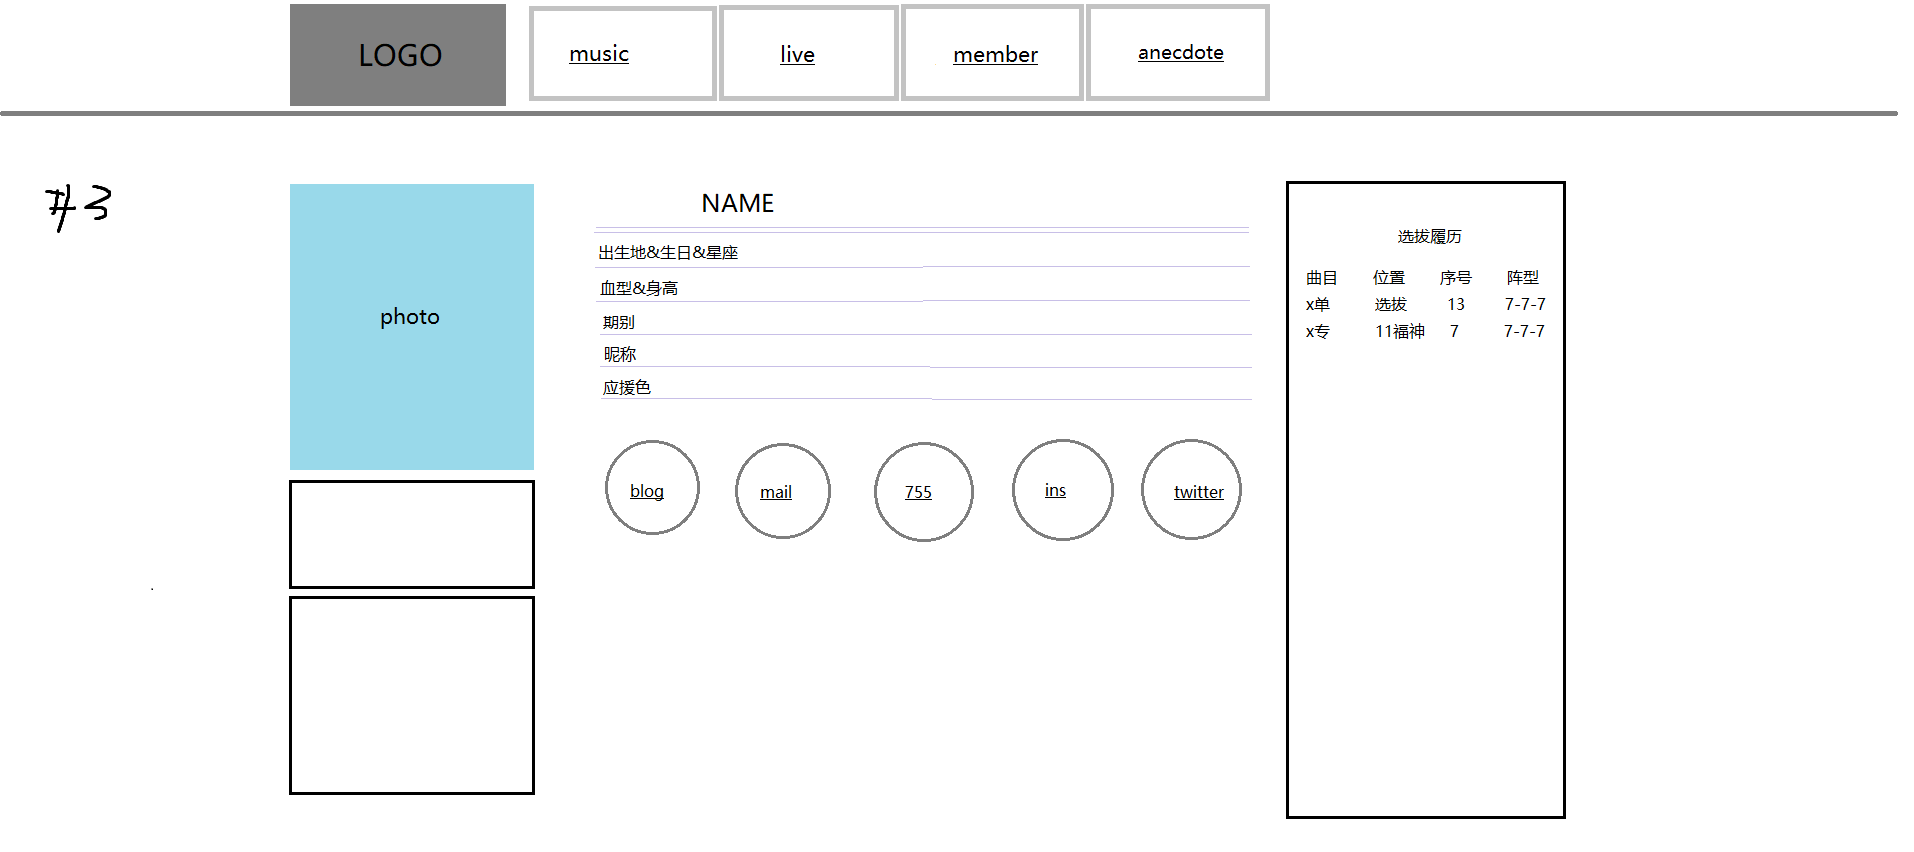 LOGO music live member anecdote
#3
photo
NAME
出生地&生日&星座
血型&身高
期别
昵称
应援色
blog mail 755 ins twitter
选拔履历
曲目 位置 序号 阵型
x单 选拔 13 7-7-7
x专 11福神 7 7-7-7